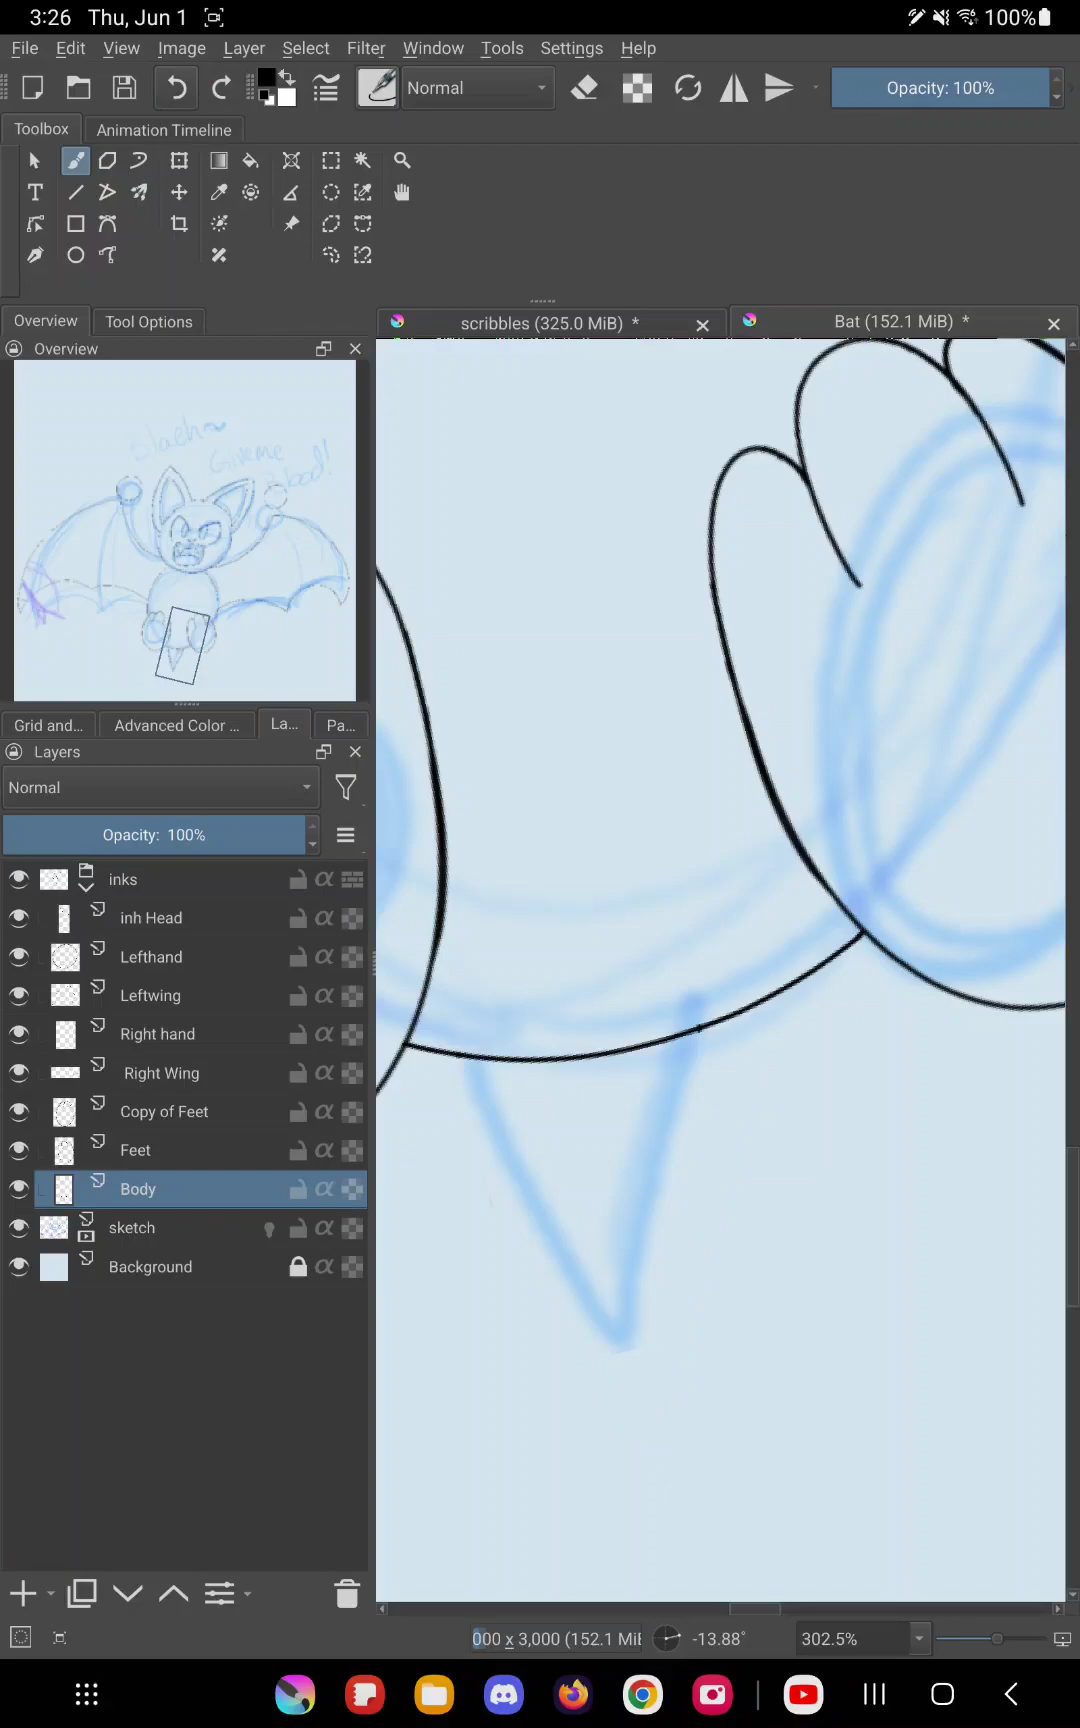 3:26 Thu, Jun 1 100%
File Edit View Image Layer Select Filter Window Tools Settings Help
Normal Opacity: 100%
Toolbox Animation Timeline
Overview Tool Options scribbles (325.0 MiB) * Bat (152.1 MiB) *
Overview
Give me
Grid and... Advanced Color ... La... Pa...
Layers
Normal
Opacity: 100%
inks
inh Head
Lefthand
Leftwing
Right hand
Right Wing
Copy of Feet
Feet
Body
sketch
Background
000 x 3,000 (152.1 MiB -13.88° 302.5%